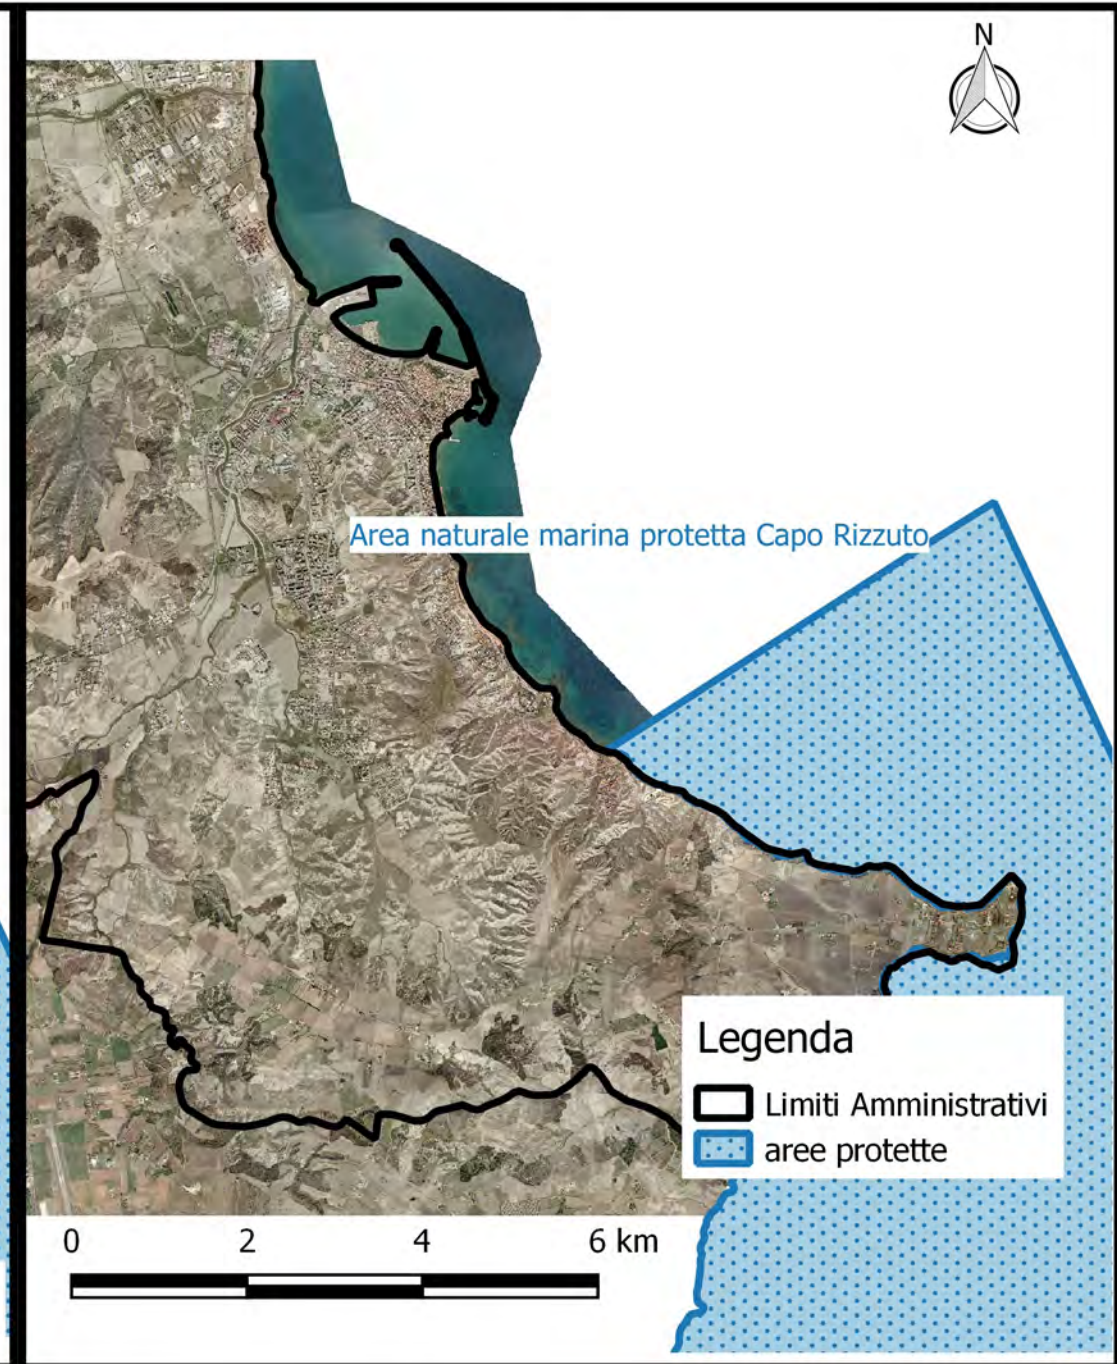 N
Area naturale marina protetta Capo Rizzuto
Legenda
Limiti Amministrativi
aree protette
0 2 4 6 km